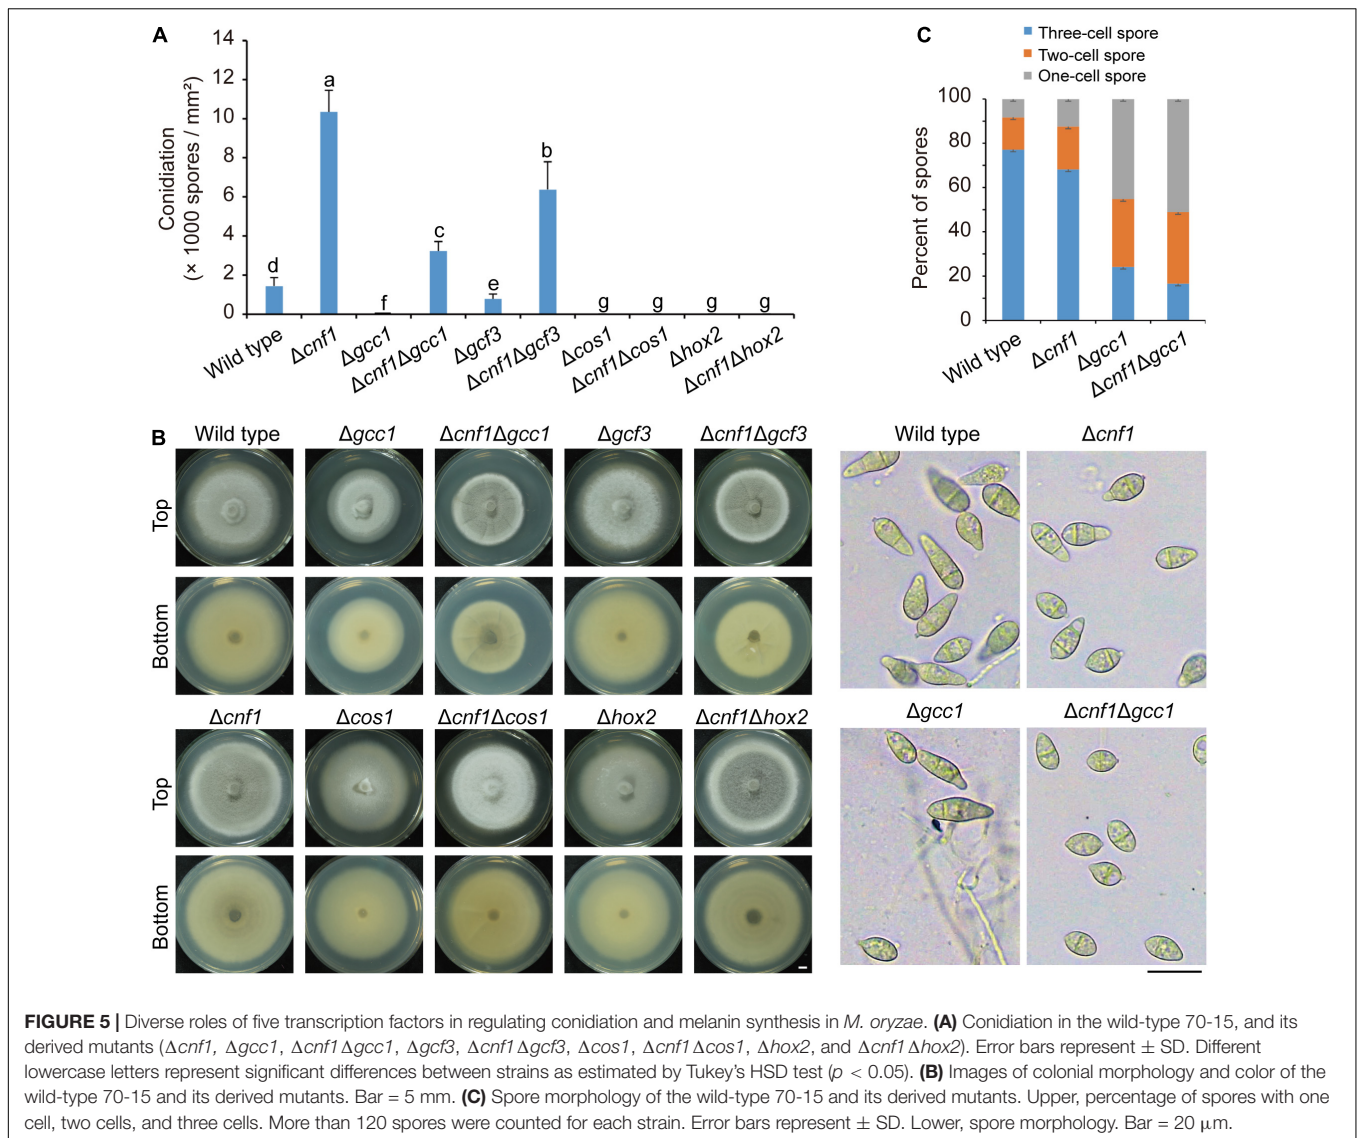 A
Conidiation
(× 1000 spores / mm²)
14
12
10
8
6
4
2
0
d
a
f
c
e
b
g
g
g
g
Wild type
Δcnf1
Δgcc1
Δcnf1Δgcc1
Δgcf3
Δcnf1Δgcf3
Δcos1
Δcnf1Δcos1
Δhox2
Δcnf1Δhox2
C
Three-cell spore
Two-cell spore
One-cell spore
Percent of spores
100
80
60
40
20
0
Wild type
Δcnf1
Δgcc1
Δcnf1Δgcc1
B
Wild type Δgcc1 Δcnf1Δgcc1 Δgcf3 Δcnf1Δgcf3
Top
Bottom
Δcnf1 Δcos1 Δcnf1Δcos1 Δhox2 Δcnf1Δhox2
Top
Bottom
Wild type Δcnf1
Δgcc1 Δcnf1Δgcc1
FIGURE 5 | Diverse roles of five transcription factors in regulating conidiation and melanin synthesis in M. oryzae. (A) Conidiation in the wild-type 70-15, and its
derived mutants (Δcnf1, Δgcc1, Δcnf1Δgcc1, Δgcf3, Δcnf1Δgcf3, Δcos1, Δcnf1Δcos1, Δhox2, and Δcnf1Δhox2). Error bars represent ± SD. Different
lowercase letters represent significant differences between strains as estimated by Tukey's HSD test (p < 0.05). (B) Images of colonial morphology and color of the
wild-type 70-15 and its derived mutants. Bar = 5 mm. (C) Spore morphology of the wild-type 70-15 and its derived mutants. Upper, percentage of spores with one
cell, two cells, and three cells. More than 120 spores were counted for each strain. Error bars represent ± SD. Lower, spore morphology. Bar = 20 μm.